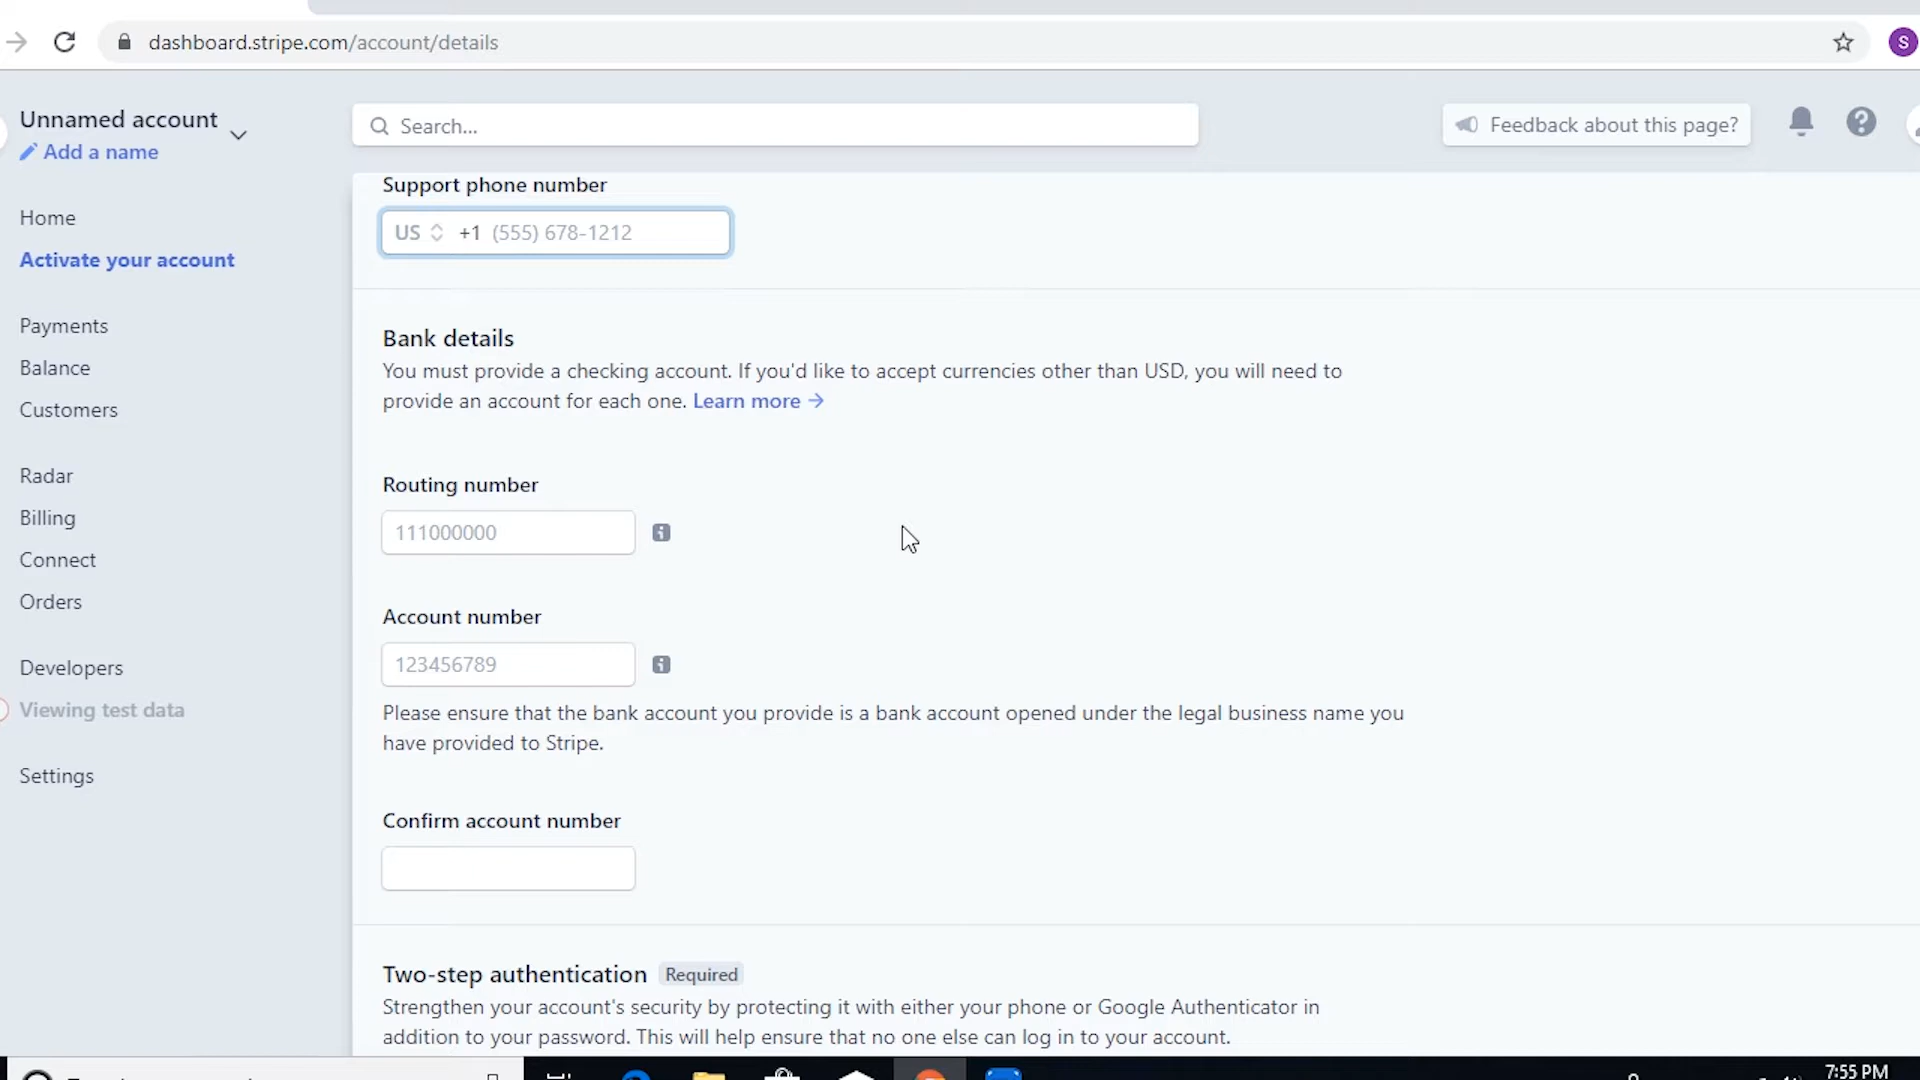 dashboard.stripe.com/account/details
S
Unnamed account
Add a name
Search...
Feedback about this page?
Home
Activate your account
Payments
Balance
Customers
Radar
Billing
Connect
Orders
Developers
Viewing test data
Settings
Support phone number
US +1 (555) 678-1212
Bank details
You must provide a checking account. If you'd like to accept currencies other than USD, you will need to
provide an account for each one. Learn more →
Routing number
111000000
Account number
123456789
Please ensure that the bank account you provide is a bank account opened under the legal business name you
have provided to Stripe.
Confirm account number
Two-step authentication Required
Strengthen your account's security by protecting it with either your phone or Google Authenticator in
addition to your password. This will help ensure that no one else can log in to your account.
7:55 PM